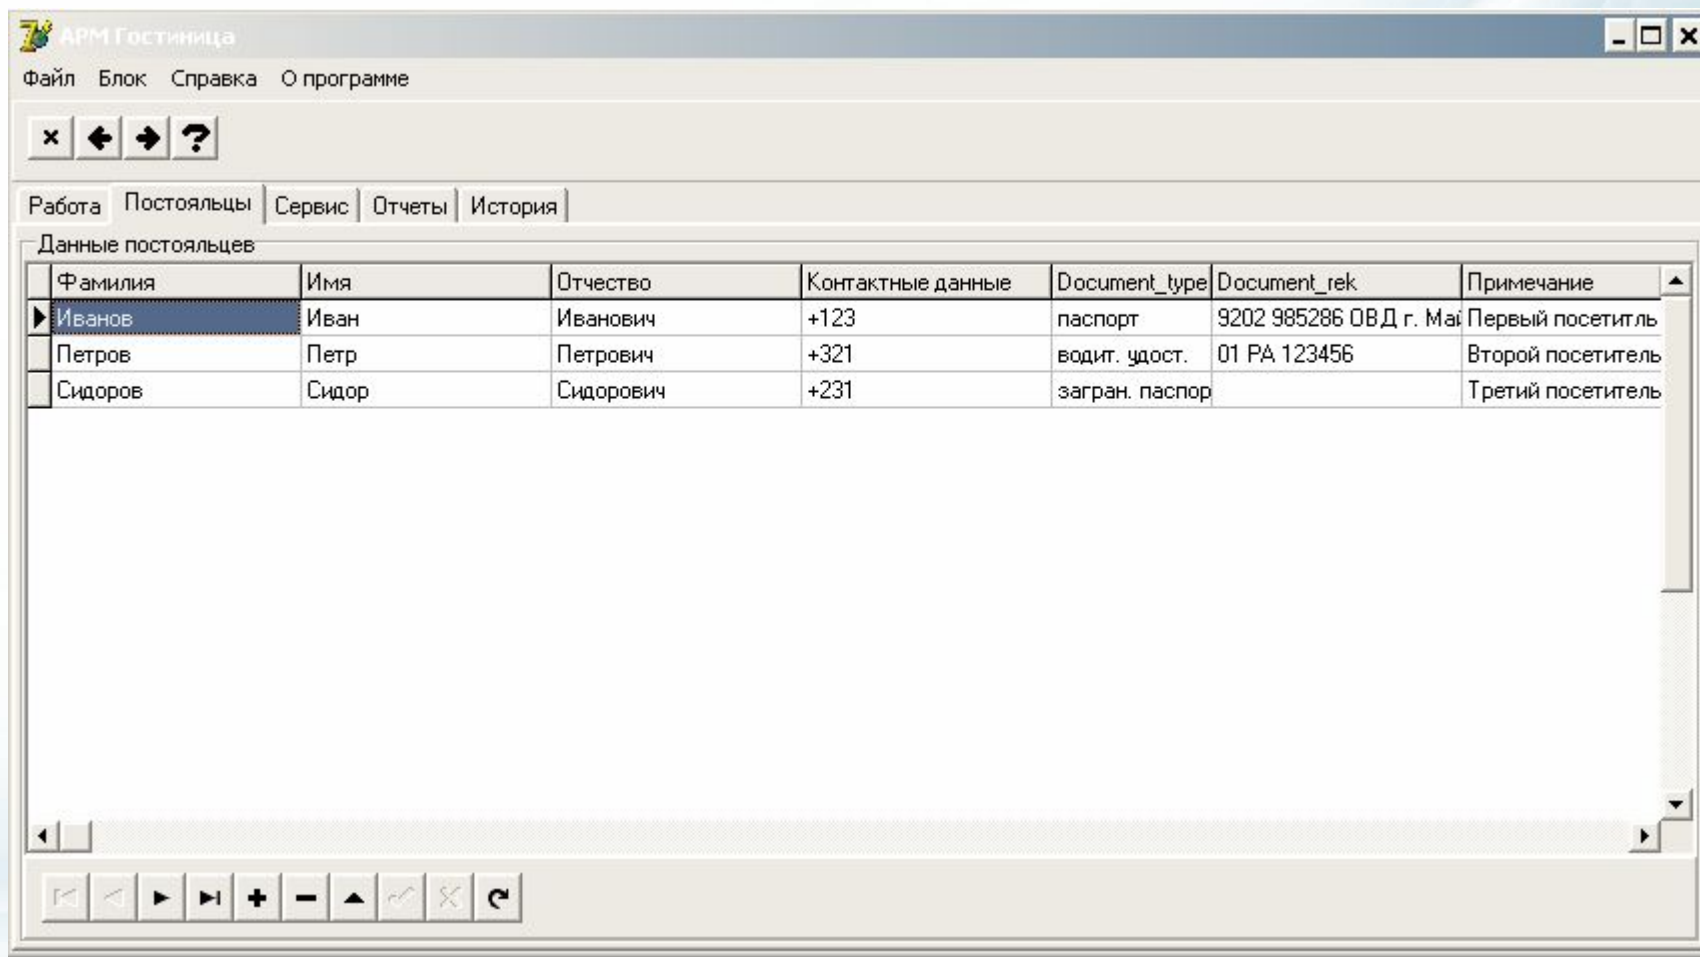 АРМ Гостиница
Файл Блок Справка О программе
Работа Постояльцы Сервис Отчеты История
Данные постояльцев
Фамилия Имя Отчество Контактные данные Document_type Document_rek Примечание
Иванов Иван Иванович +123 паспорт 9202 985286 ОВД г. Май Первый посетитль
Петров Петр Петрович +321 водит. удост. 01 РА 123456 Второй посетитель
Сидоров Сидор Сидорович +231 загран. паспор Третий посетитель